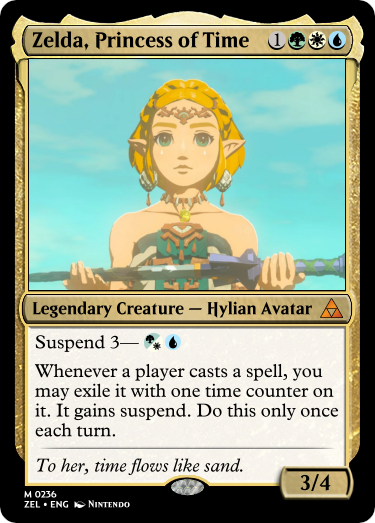 Zelda, Princess of Time 1
Legendary Creature — Hylian Avatar
Suspend 3—
Whenever a player casts a spell, you
may exile it with one time counter on
it. It gains suspend. Do this only once
each turn.
To her, time flows like sand.
3/4
M 0236
ZEL • ENG Nintendo